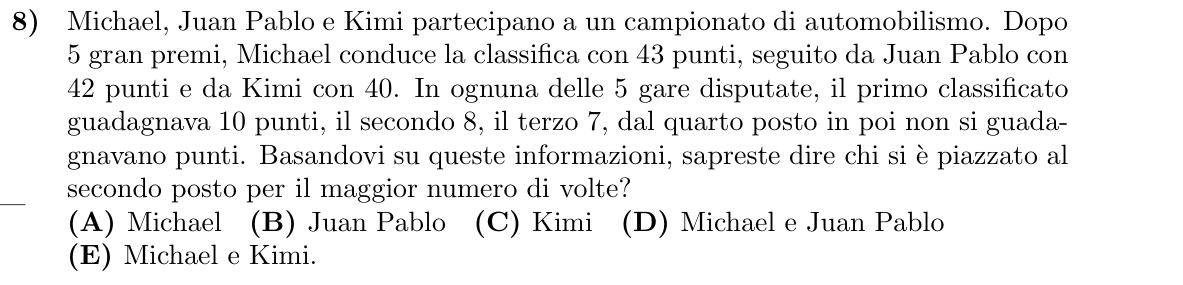 8) Michael, Juan Pablo e Kimi partecipano a un campionato di automobilismo. Dopo
5 gran premi, Michael conduce la classifica con 43 punti, seguito da Juan Pablo con
42 punti e da Kimi con 40. In ognuna delle 5 gare disputate, il primo classificato
guadagnava 10 punti, il secondo 8, il terzo 7, dal quarto posto in poi non si guada-
gnavano punti. Basandovi su queste informazioni, sapreste dire chi si è piazzato al
secondo posto per il maggior numero di volte?
(A) Michael (B) Juan Pablo (C) Kimi (D) Michael e Juan Pablo
(E) Michael e Kimi.